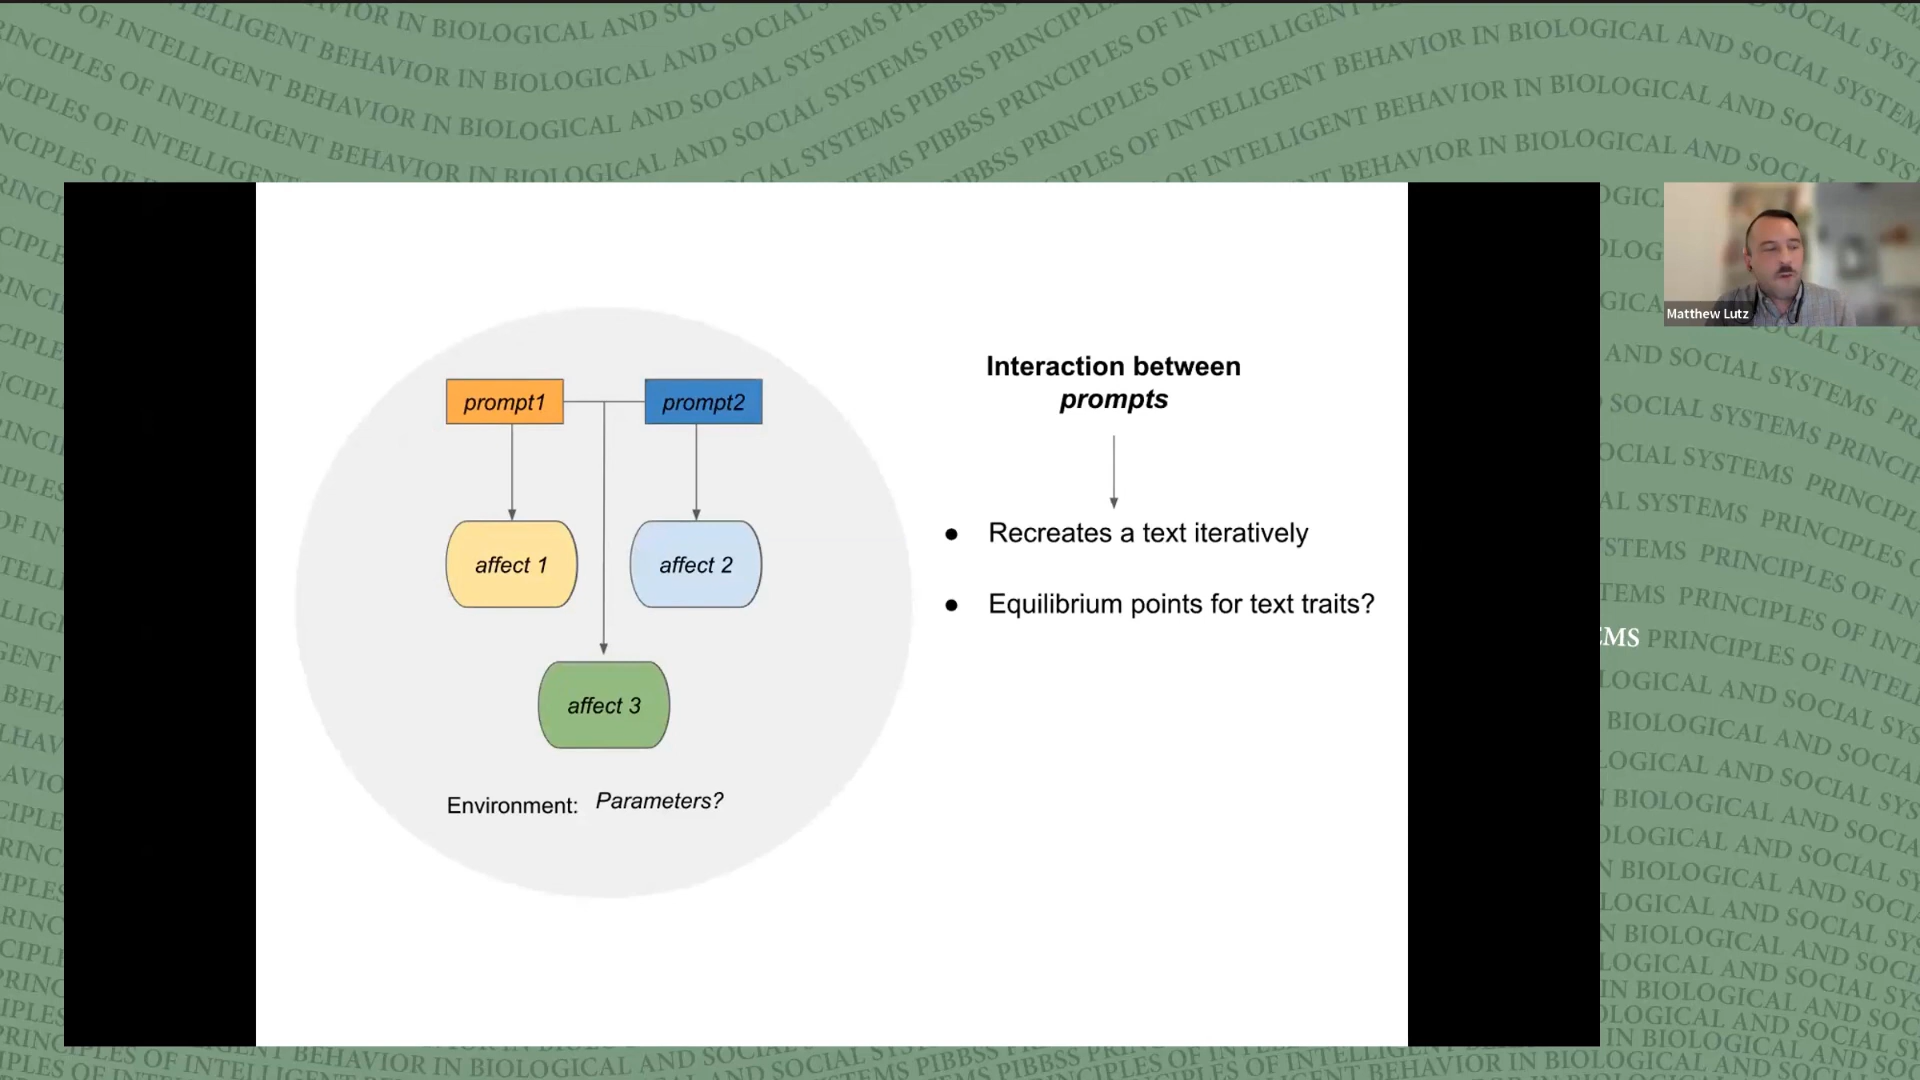 PRINCIPLES OF INTELLIGENT BEHAVIOR IN BIOLOGICAL AND SOCIAL SYSTEMS PIBBSS
Matthew Lutz
Interaction between
prompts
prompt1
prompt2
Recreates a text iteratively
affect 1
affect 2
Equilibrium points for text traits?
affect 3
Environment: Parameters?
EMS